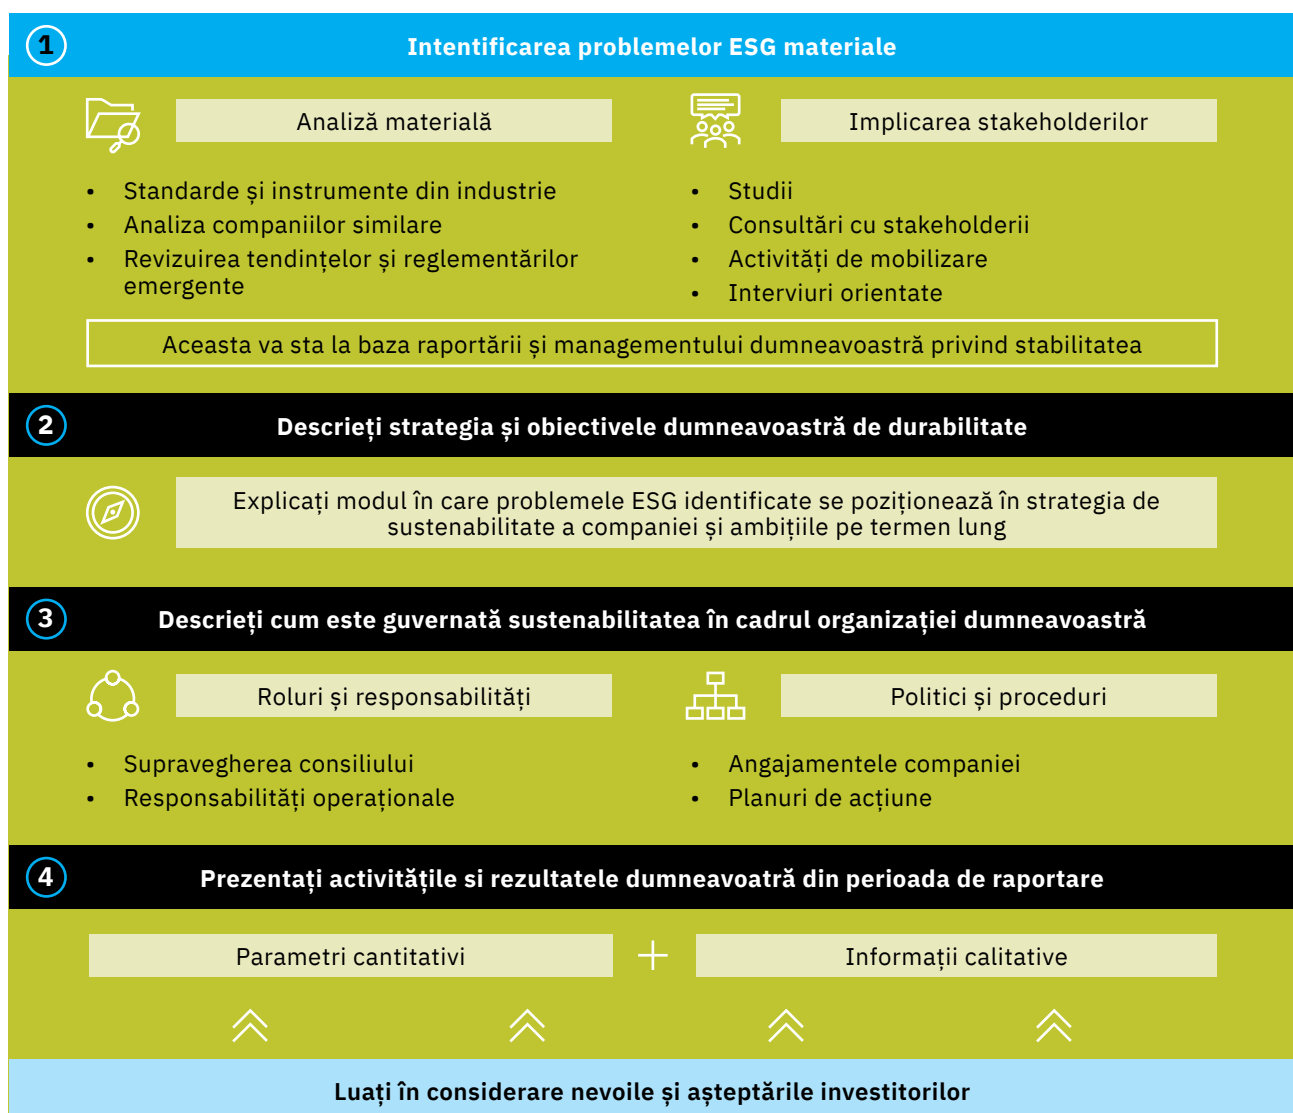 1
Intentificarea problemelor ESG materiale
Analiză materială
• Standarde și instrumente din industrie
• Analiza companiilor similare
• Revizuirea tendințelor și reglementărilor
emergente
Implicarea stakeholderilor
• Studii
• Consultări cu stakeholderii
• Activități de mobilizare
• Interviuri orientate
Aceasta va sta la baza raportării și managementului dumneavoastră privind stabilitatea
2
Descrieți strategia și obiectivele dumneavoastră de durabilitate
Explicați modul în care problemele ESG identificate se poziționează în strategia de
sustenabilitate a companiei și ambițiile pe termen lung
3
Descrieți cum este guvernată sustenabilitatea în cadrul organizației dumneavoastră
Roluri și responsabilități
• Supravegherea consiliului
• Responsabilități operaționale
Politici și proceduri
• Angajamentele companiei
• Planuri de acțiune
4
Prezentați activitățile si rezultatele dumneavoatră din perioada de raportare
Parametri cantitativi
+
Informații calitative
Luați în considerare nevoile și așteptările investitorilor